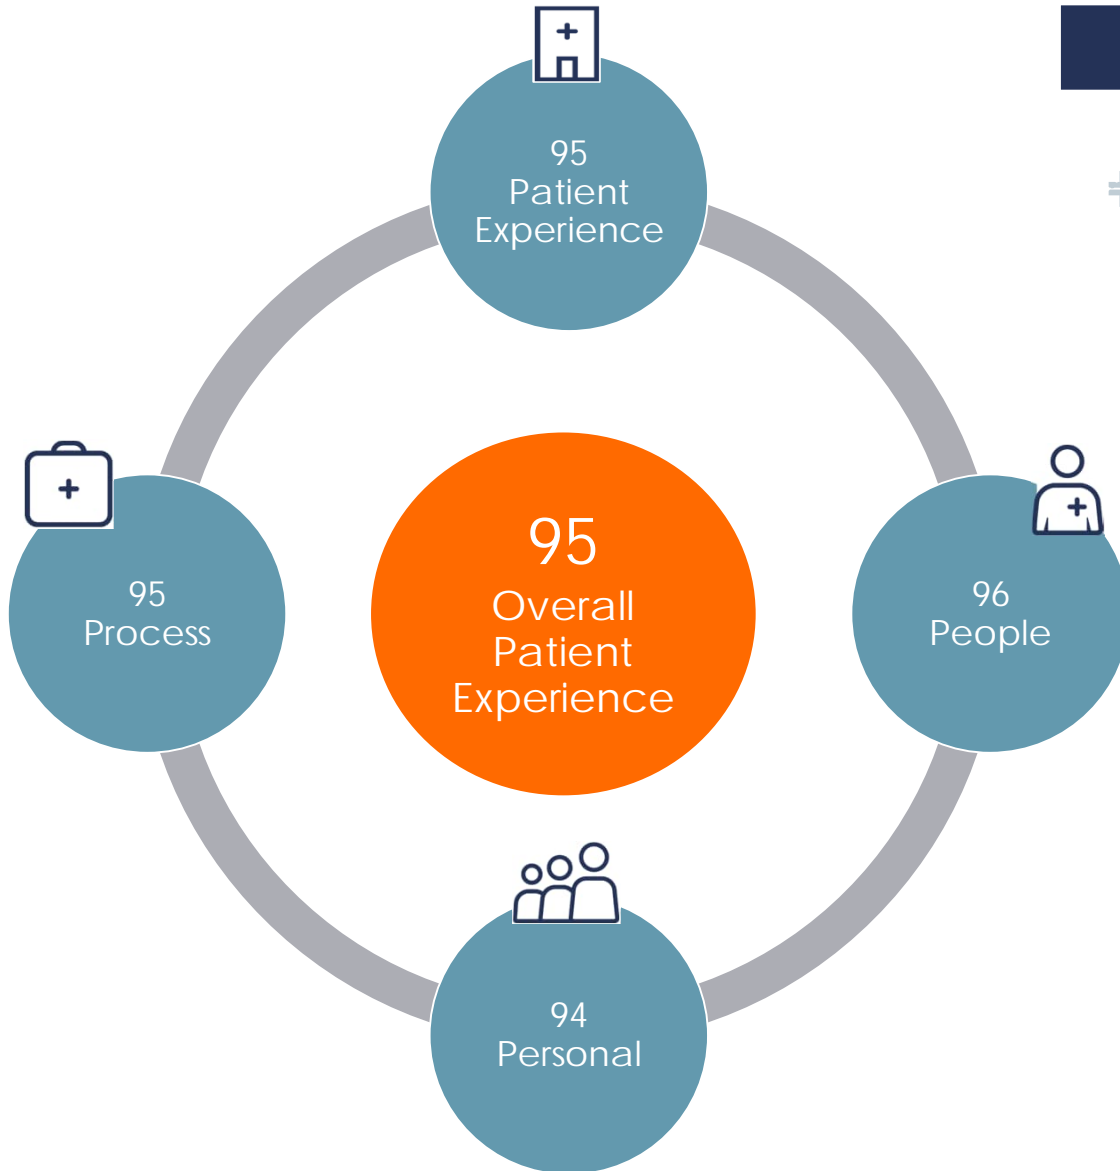 95
Patient
Experience
95
Process
95
Overall
Patient
Experience
96
People
94
Personal